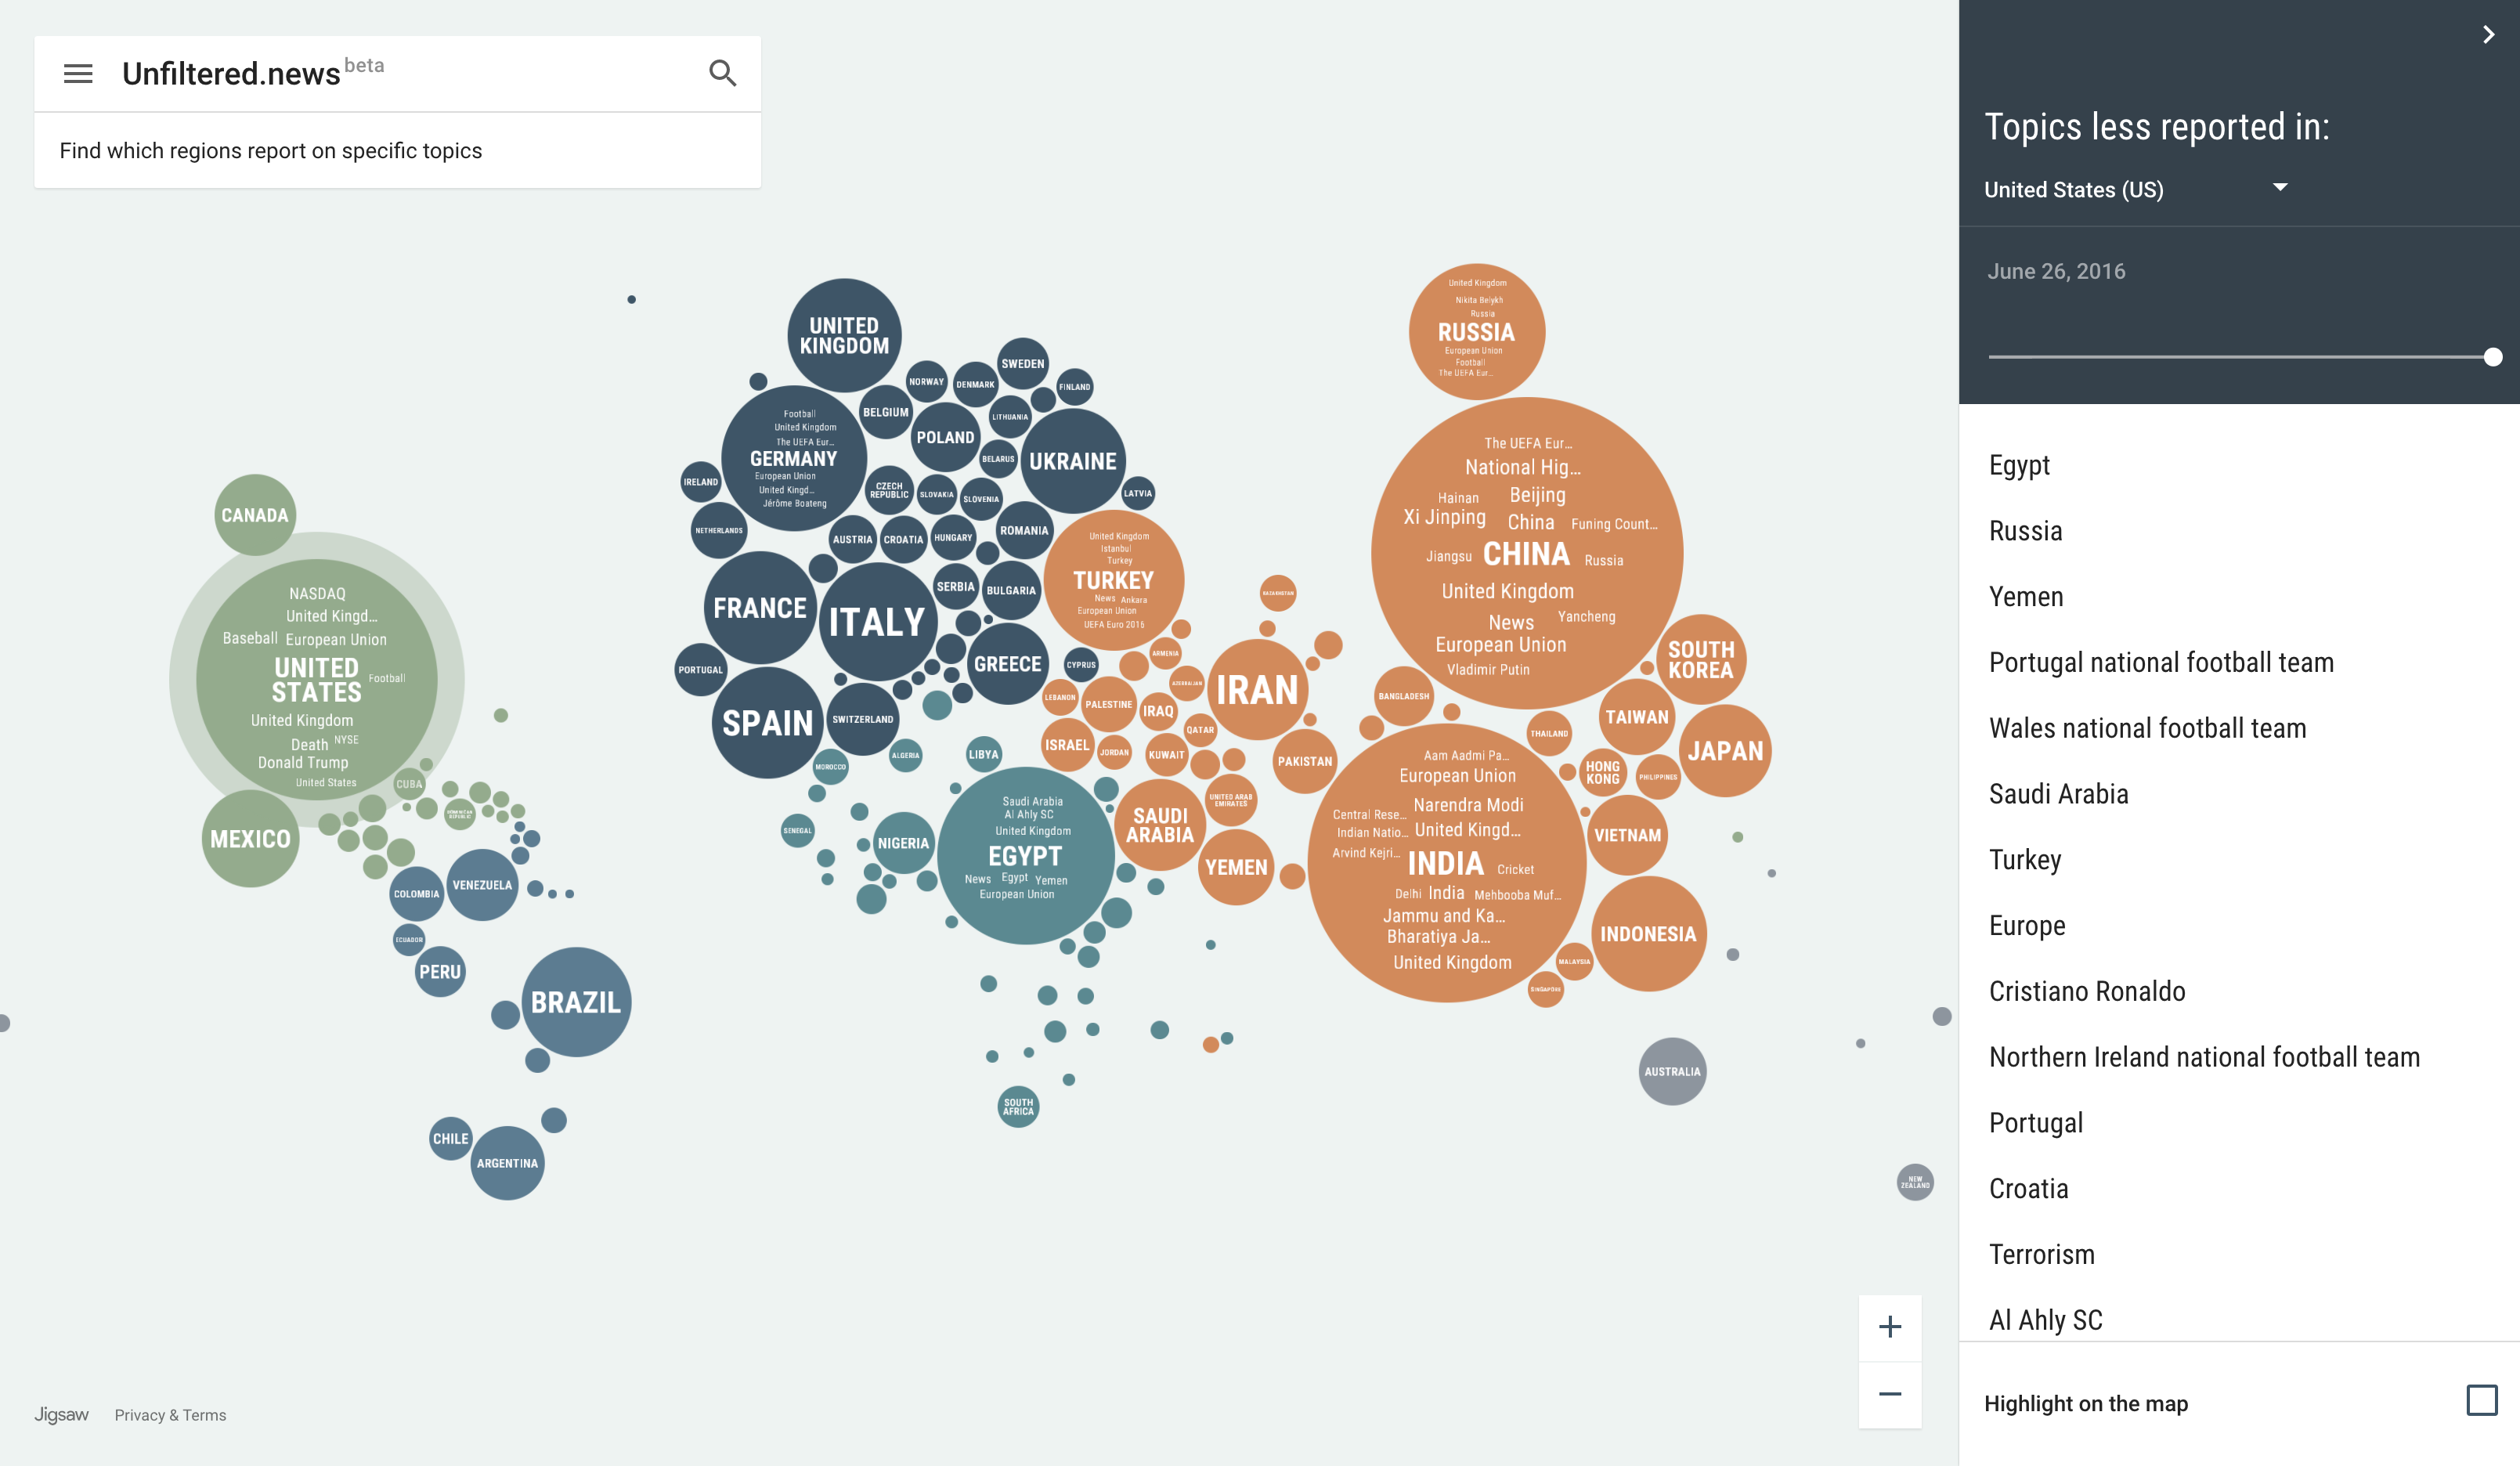 Unfiltered.news beta
Find which regions report on specific topics
CANADA
NASDAQ
United Kingd...
Baseball European Union
UNITED
STATES
Football
United Kingdom
Death NYSE
Donald Trump
United States
CUBA
MEXICO
DOMINICAN
REPUBLIC
COLOMBIA
VENEZUELA
ECUADOR
PERU
BRAZIL
CHILE
ARGENTINA
UNITED
KINGDOM
SWEDEN
NORWAY
DENMARK
FINLAND
BELGIUM
LITHUANIA
POLAND
Football
United Kingdom
The UEFA Eur...
GERMANY
European Union
United Kingd...
Jérôme Boateng
BELARUS
UKRAINE
IRELAND
CZECH
REPUBLIC
SLOVAKIA
SLOVENIA
LATVIA
NETHERLANDS
AUSTRIA
CROATIA
HUNGARY
ROMANIA
FRANCE
ITALY
SERBIA
BULGARIA
PORTUGAL
GREECE
CYPRUS
SPAIN
SWITZERLAND
United Kingdom
Istanbul
Turkey
TURKEY
News Ankara
European Union
UEFA Euro 2016
ARMENIA
AZERBAIJAN
KAZAKHSTAN
LEBANON
PALESTINE
IRAQ
IRAN
ISRAEL
JORDAN
QATAR
KUWAIT
PAKISTAN
UNITED ARAB
EMIRATES
SAUDI
ARABIA
YEMEN
MOROCCO
ALGERIA
LIBYA
SENEGAL
NIGERIA
Saudi Arabia
Al Ahly SC
United Kingdom
EGYPT
News Egypt Yemen
European Union
SOUTH
AFRICA
United Kingdom
Nikita Belykh
Russia
RUSSIA
European Union
Football
The UEFA Eur...
The UEFA Eur...
National Hig...
Hainan Beijing
Xi Jinping China Funing Count...
Jiangsu CHINA Russia
United Kingdom
News Yancheng
European Union
Vladimir Putin
SOUTH
KOREA
BANGLADESH
TAIWAN
THAILAND
JAPAN
HONG
KONG
PHILIPPINES
VIETNAM
Aam Aadmi Pa...
European Union
Central Rese... Narendra Modi
Indian Natio... United Kingd...
Arvind Kejri... INDIA Cricket
Delhi India Mehbooba Muf...
Jammu and Ka...
Bharatiya Ja...
United Kingdom
INDONESIA
MALAYSIA
SINGAPORE
AUSTRALIA
NEW
ZEALAND
+
−
Jigsaw Privacy & Terms
Topics less reported in:
United States (US)
June 26, 2016
Egypt
Russia
Yemen
Portugal national football team
Wales national football team
Saudi Arabia
Turkey
Europe
Cristiano Ronaldo
Northern Ireland national football team
Portugal
Croatia
Terrorism
Al Ahly SC
Highlight on the map